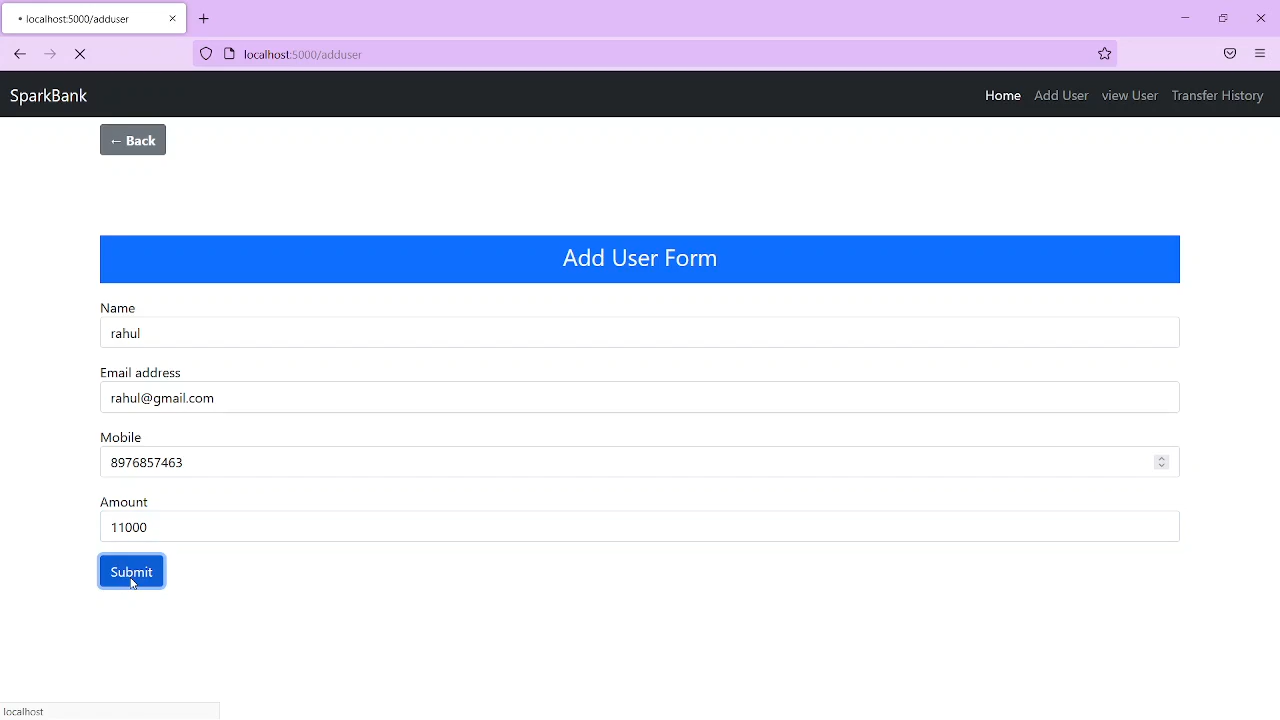 localhost:5000/adduser
localhost:5000/adduser
SparkBank
Home Add User view User Transfer History
← Back
Add User Form
Name
rahul
Email address
rahul@gmail.com
Mobile
8976857463
Amount
11000
Submit
localhost